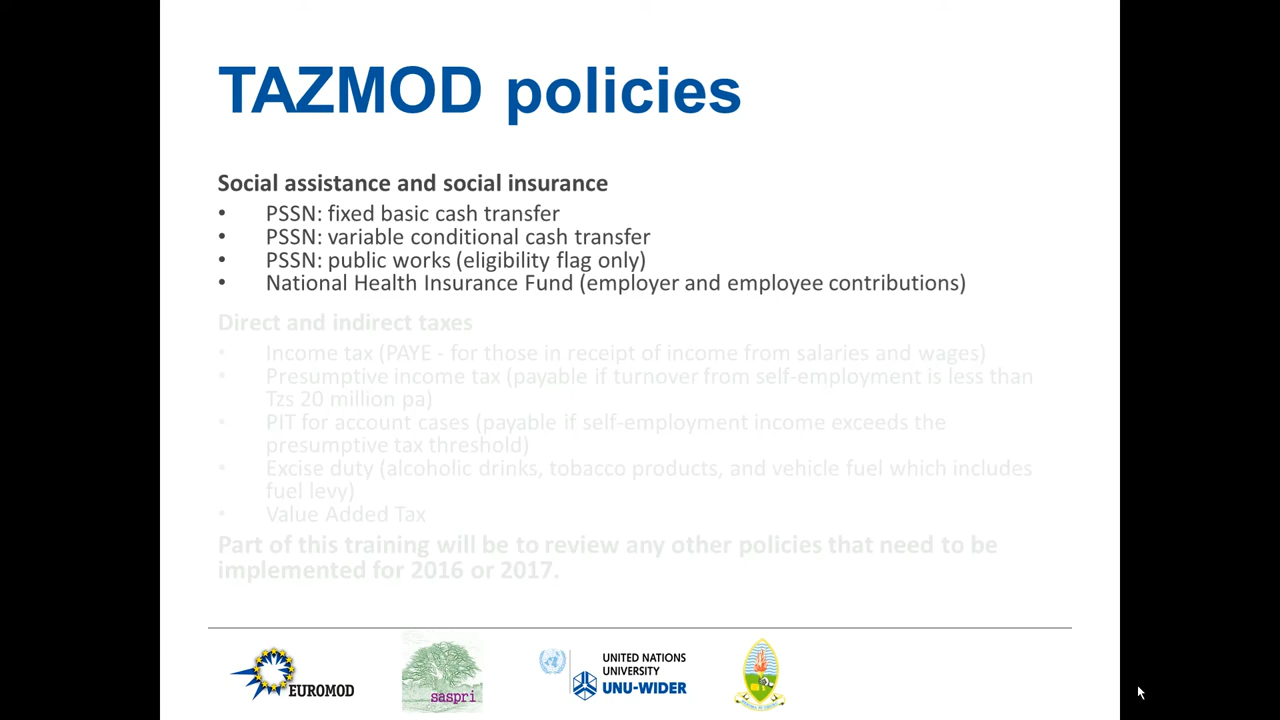 TAZMOD policies
Social assistance and social insurance
• PSSN: fixed basic cash transfer
• PSSN: variable conditional cash transfer
• PSSN: public works (eligibility flag only)
• National Health Insurance Fund (employer and employee contributions)
Direct and indirect taxes
• Income tax (PAYE - for those in receipt of income from salaries and wages)
• Presumptive income tax (payable if turnover from self-employment is less than
Tzs 20 million pa)
• PIT for account cases (payable if self-employment income exceeds the
presumptive tax threshold)
• Excise duty (alcoholic drinks, tobacco products, and vehicle fuel which includes
fuel levy)
• Value Added Tax
Part of this training will be to review any other policies that need to be
implemented for 2016 or 2017.
EUROMOD
saspri
UNITED NATIONS
UNIVERSITY
UNU-WIDER